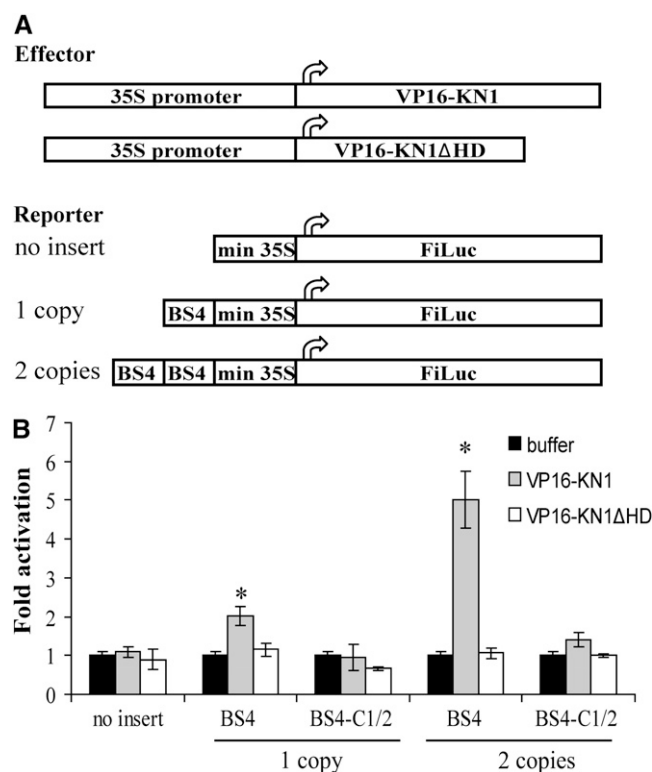 A
Effector
35S promoter VP16-KN1
35S promoter VP16-KN1ΔHD
Reporter
no insert min 35S FiLuc
1 copy BS4 min 35S FiLuc
2 copies BS4 BS4 min 35S FiLuc
B
Fold activation
7
6
5
4
3
2
1
0
* *
buffer
VP16-KN1
VP16-KN1ΔHD
no insert BS4 BS4-C1/2 BS4 BS4-C1/2
1 copy 2 copies